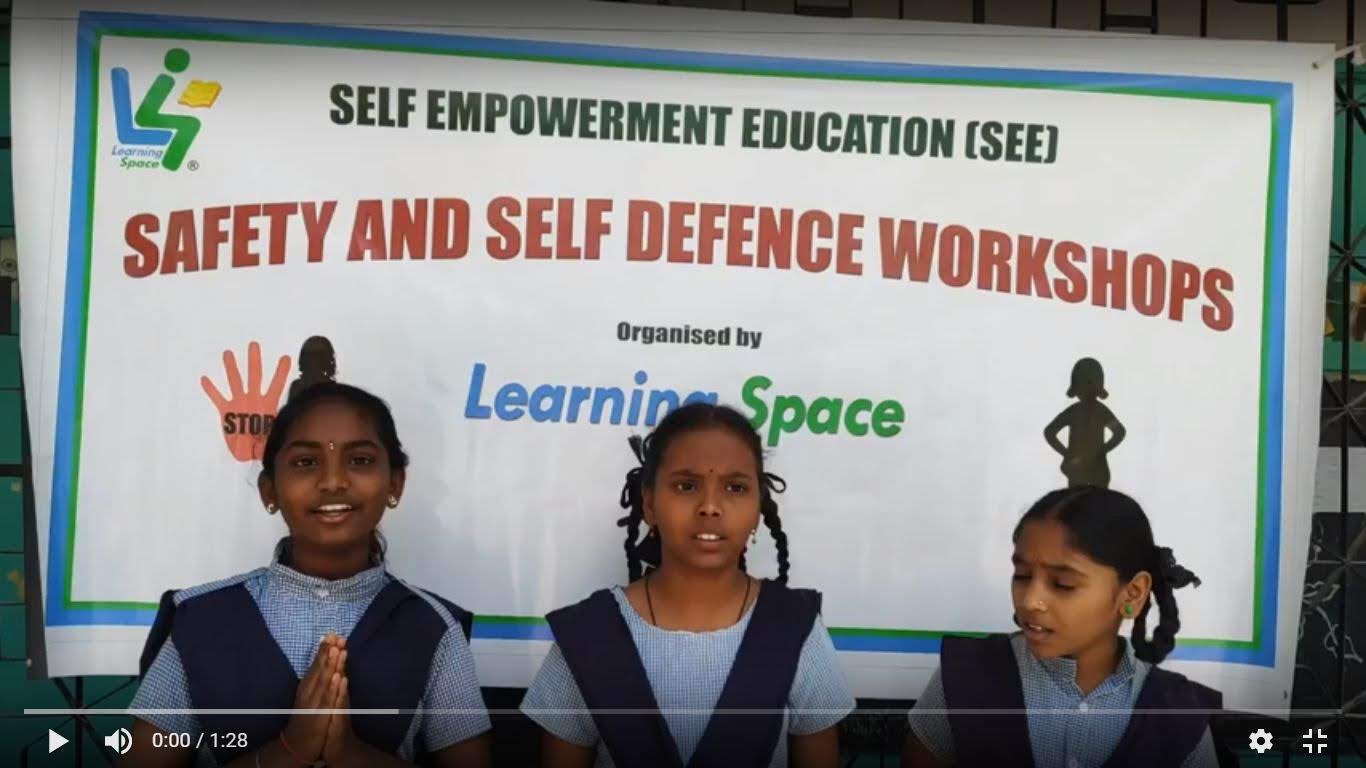 Learning
Space ®
SELF EMPOWERMENT EDUCATION (SEE)
SAFETY AND SELF DEFENCE WORKSHOPS
Organised by
Learning Space
STOP
0:00 / 1:28